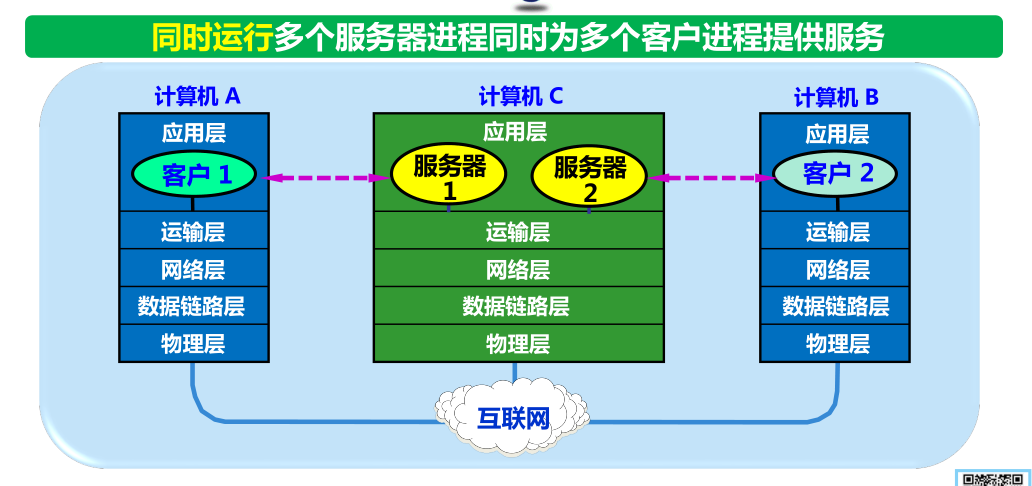 同时运行多个服务器进程同时为多个客户进程提供服务
计算机 A
计算机 C
计算机 B
应用层
应用层
应用层
客户 1
服务器
1
服务器
2
客户 2
运输层
运输层
运输层
网络层
网络层
网络层
数据链路层
数据链路层
数据链路层
物理层
物理层
物理层
互联网